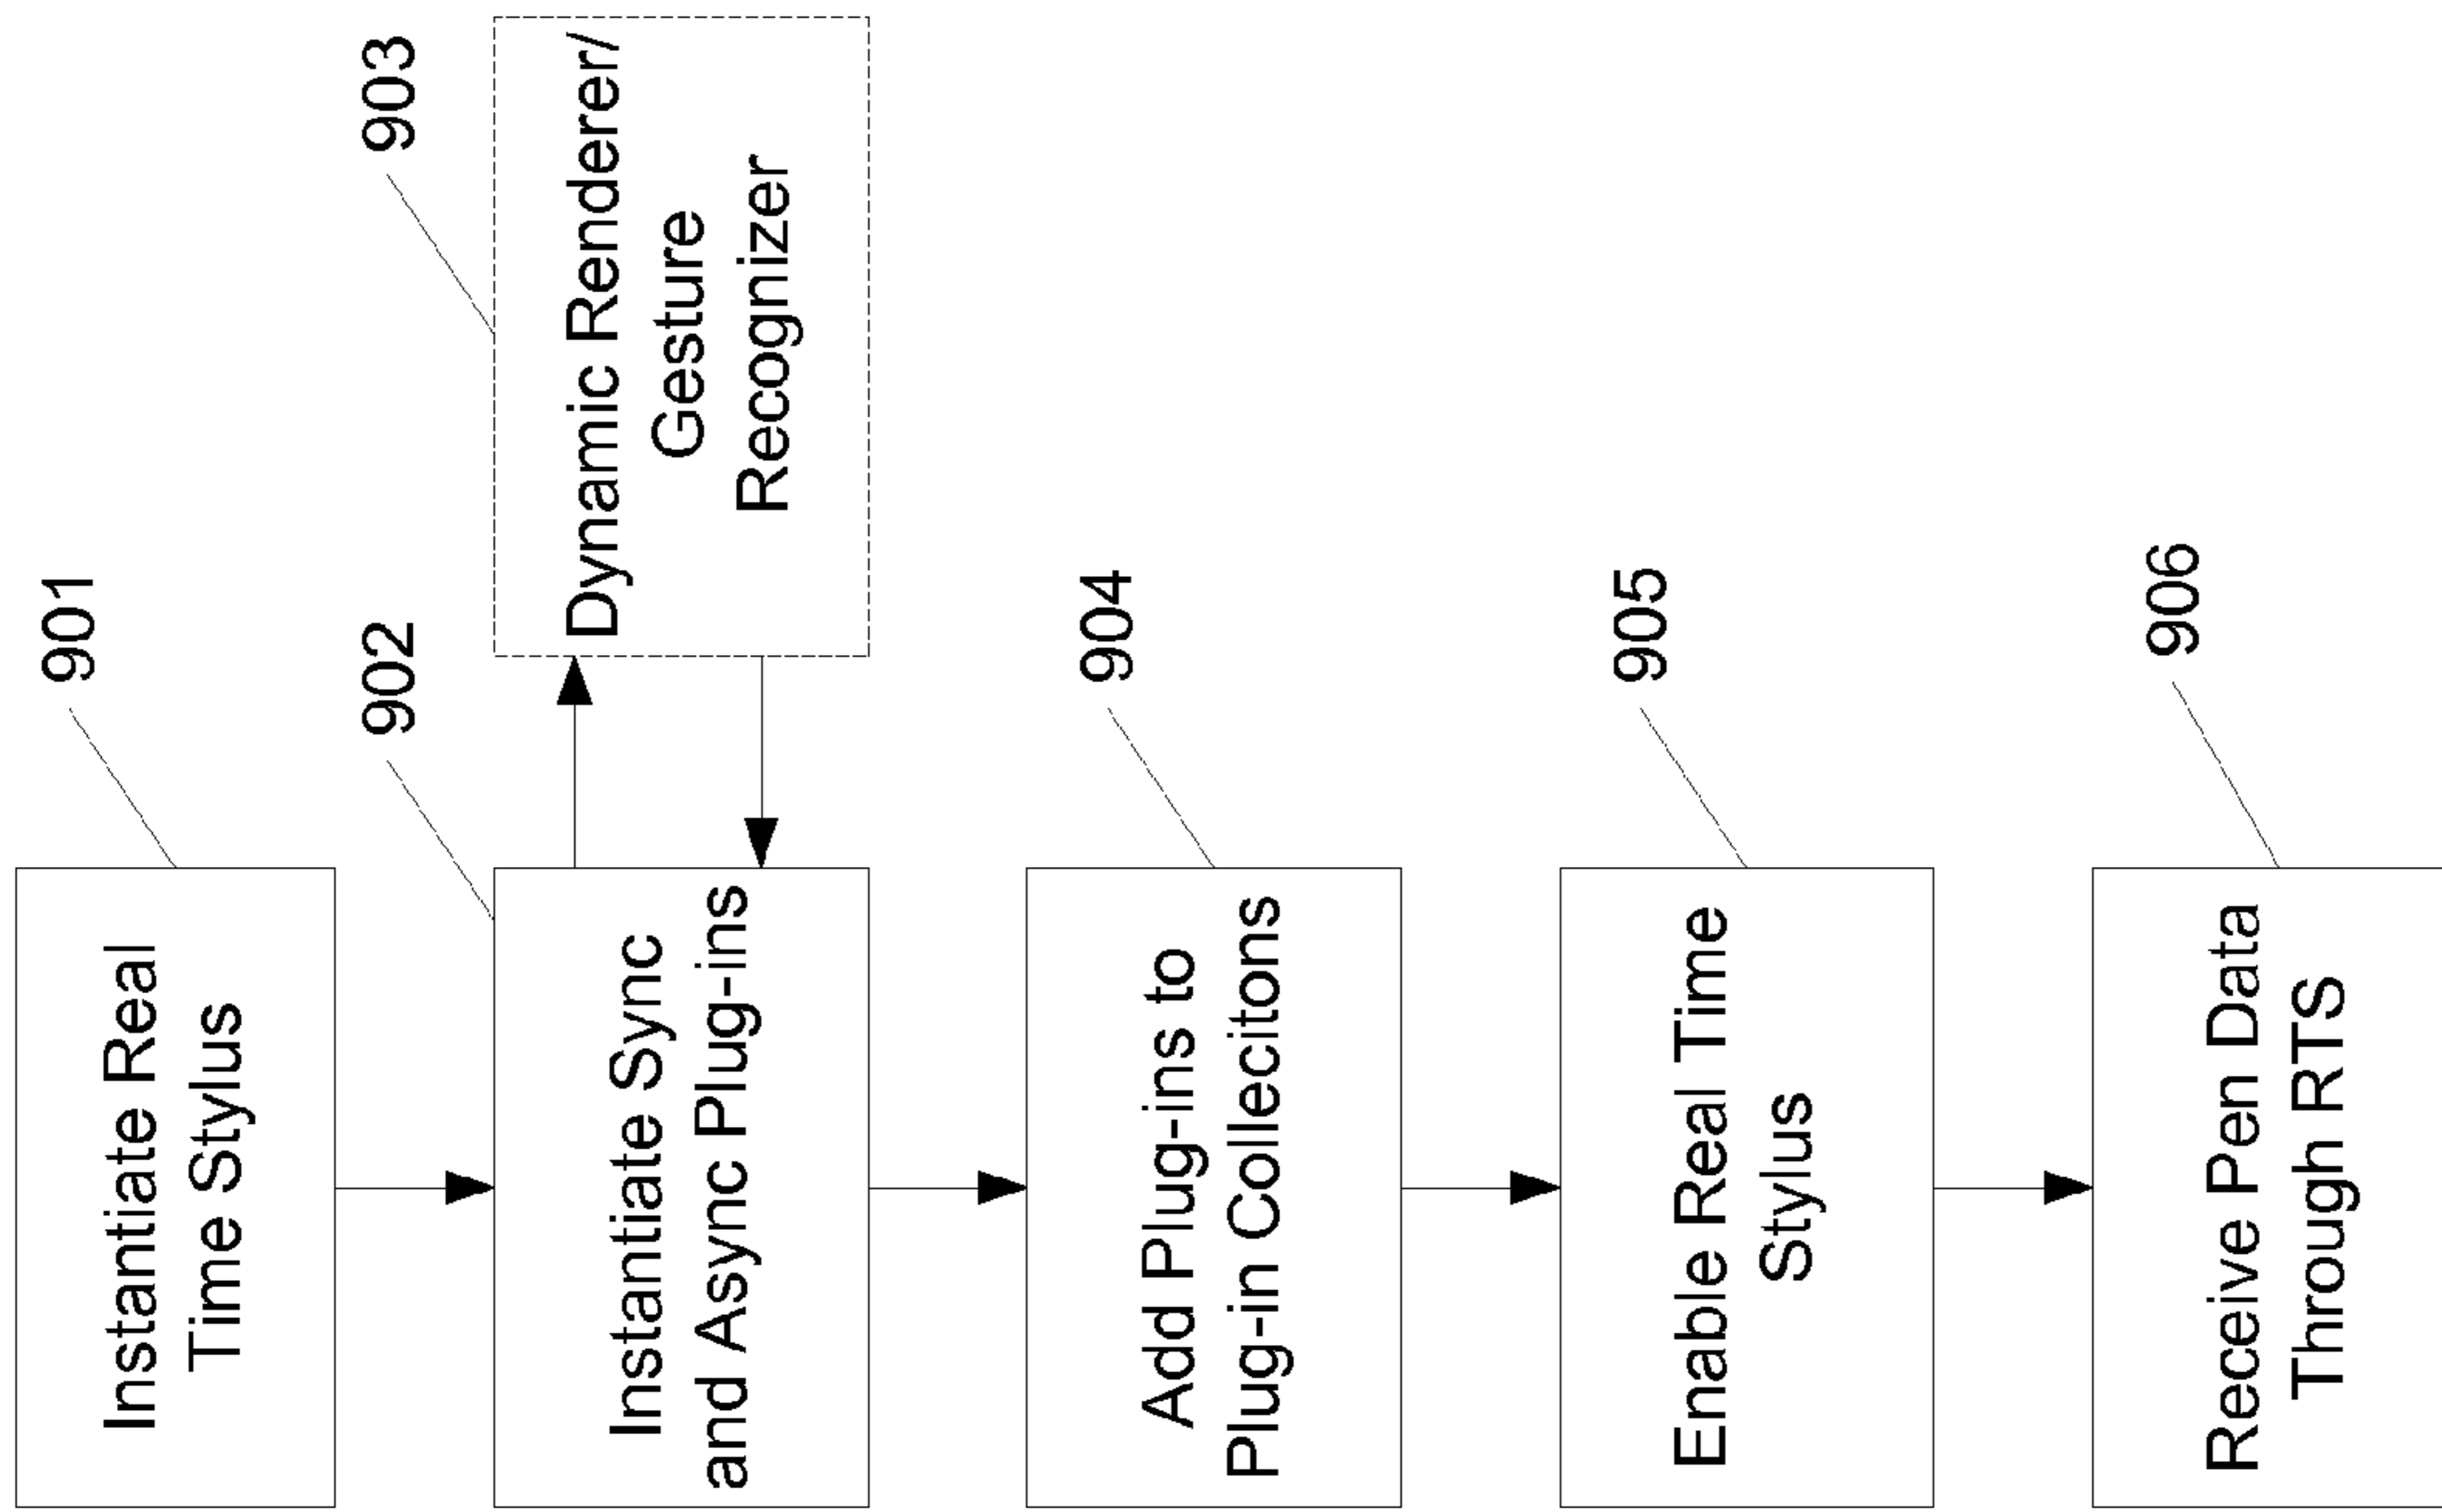 901
Instantiate Real
Time Stylus
902
Instantiate Sync
and Async Plug-ins
903
Dynamic Renderer/
Gesture
Recognizer
904
Add Plug-ins to
Plug-in Collecitons
905
Enable Real Time
Stylus
906
Receive Pen Data
Through RTS